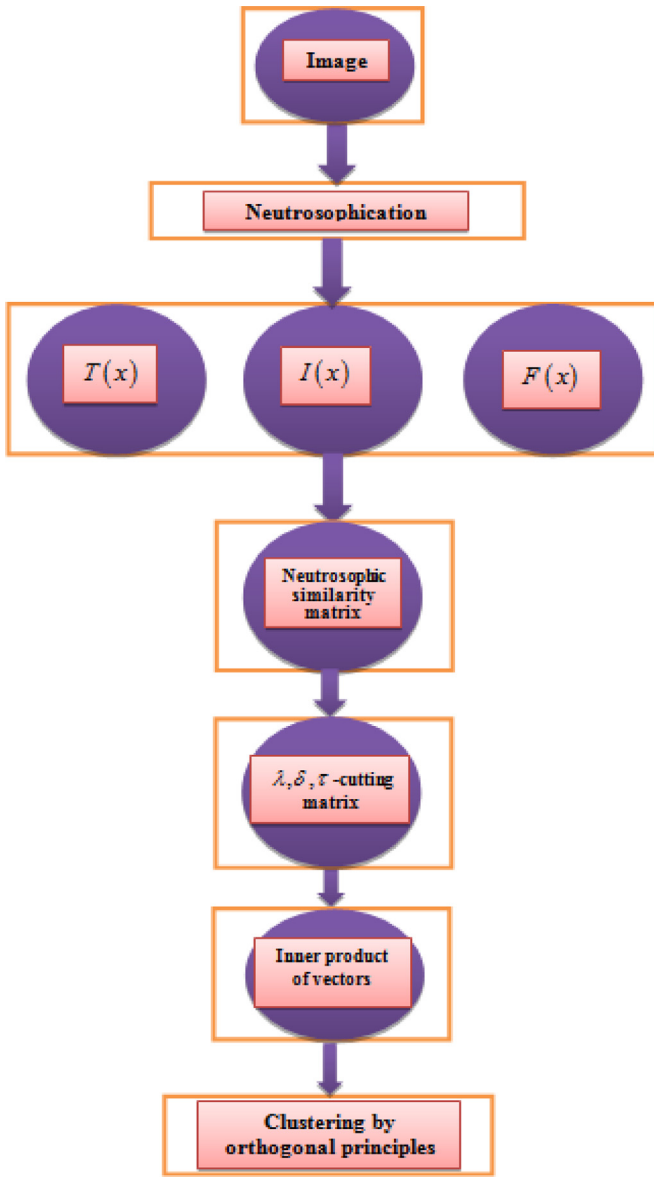 Image
Neutrosophication
T(x)
I(x)
F(x)
Neutrosophic
similarity
matrix
λ,δ,τ -cutting
matrix
Inner product
of vectors
Clustering by
orthogonal principles